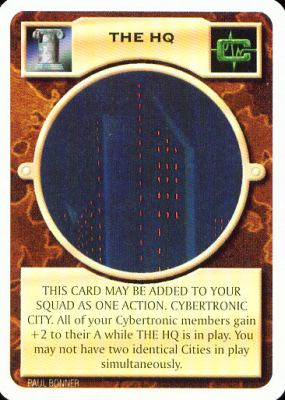 THE HQ
THIS CARD MAY BE ADDED TO YOUR
SQUAD AS ONE ACTION. CYBERTRONIC
CITY. All of your Cybertronic members gain
+2 to their A while THE HQ is in play. You
may not have two identical Cities in play
simultaneously.
PAUL BONNER